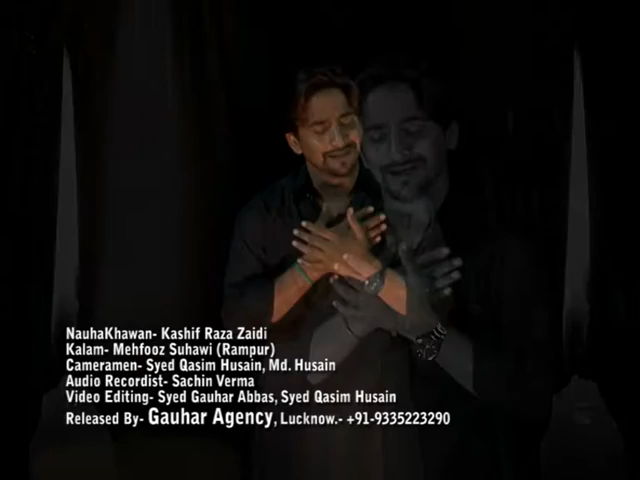 NauhaKhawan- Kashif Raza Zaidi
Kalam- Mehfooz Suhawi (Rampur)
Cameramen- Syed Qasim Husain, Md. Husain
Audio Recordist- Sachin Verma
Video Editing- Syed Gauhar Abbas, Syed Qasim Husain
Released By- Gauhar Agency, Lucknow.- +91-9335223290